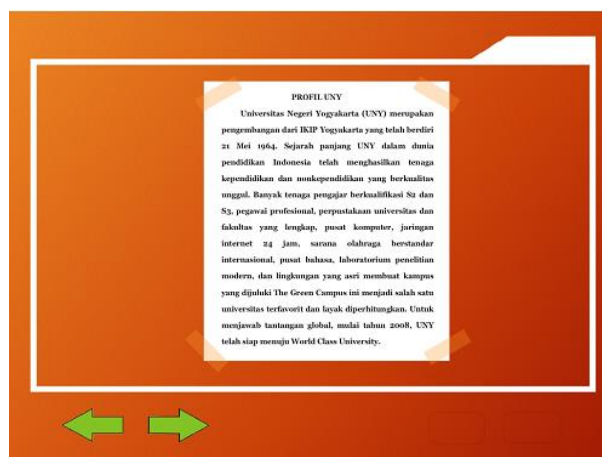 PROFIL UNY
Universitas Negeri Yogyakarta (UNY) merupakan
pengembangan dari IKIP Yogyakarta yang telah berdiri
21 Mei 1964. Sejarah panjang UNY dalam dunia
pendidikan Indonesia telah menghasilkan tenaga
kependidikan dan nonkependidikan yang berkualitas
unggul. Banyak tenaga pengajar berkualifikasi S2 dan
S3, pegawai profesional, perpustakaan universitas dan
fakultas yang lengkap, pusat komputer, jaringan
internet 24 jam, sarana olahraga berstandar
internasional, pusat bahasa, laboratorium penelitian
modern, dan lingkungan yang asri membuat kampus
yang dijuluki The Green Campus ini menjadi salah satu
universitas terfavorit dan layak diperhitungkan. Untuk
menjawab tantangan global, mulai tahun 2008, UNY
telah siap menuju World Class University.